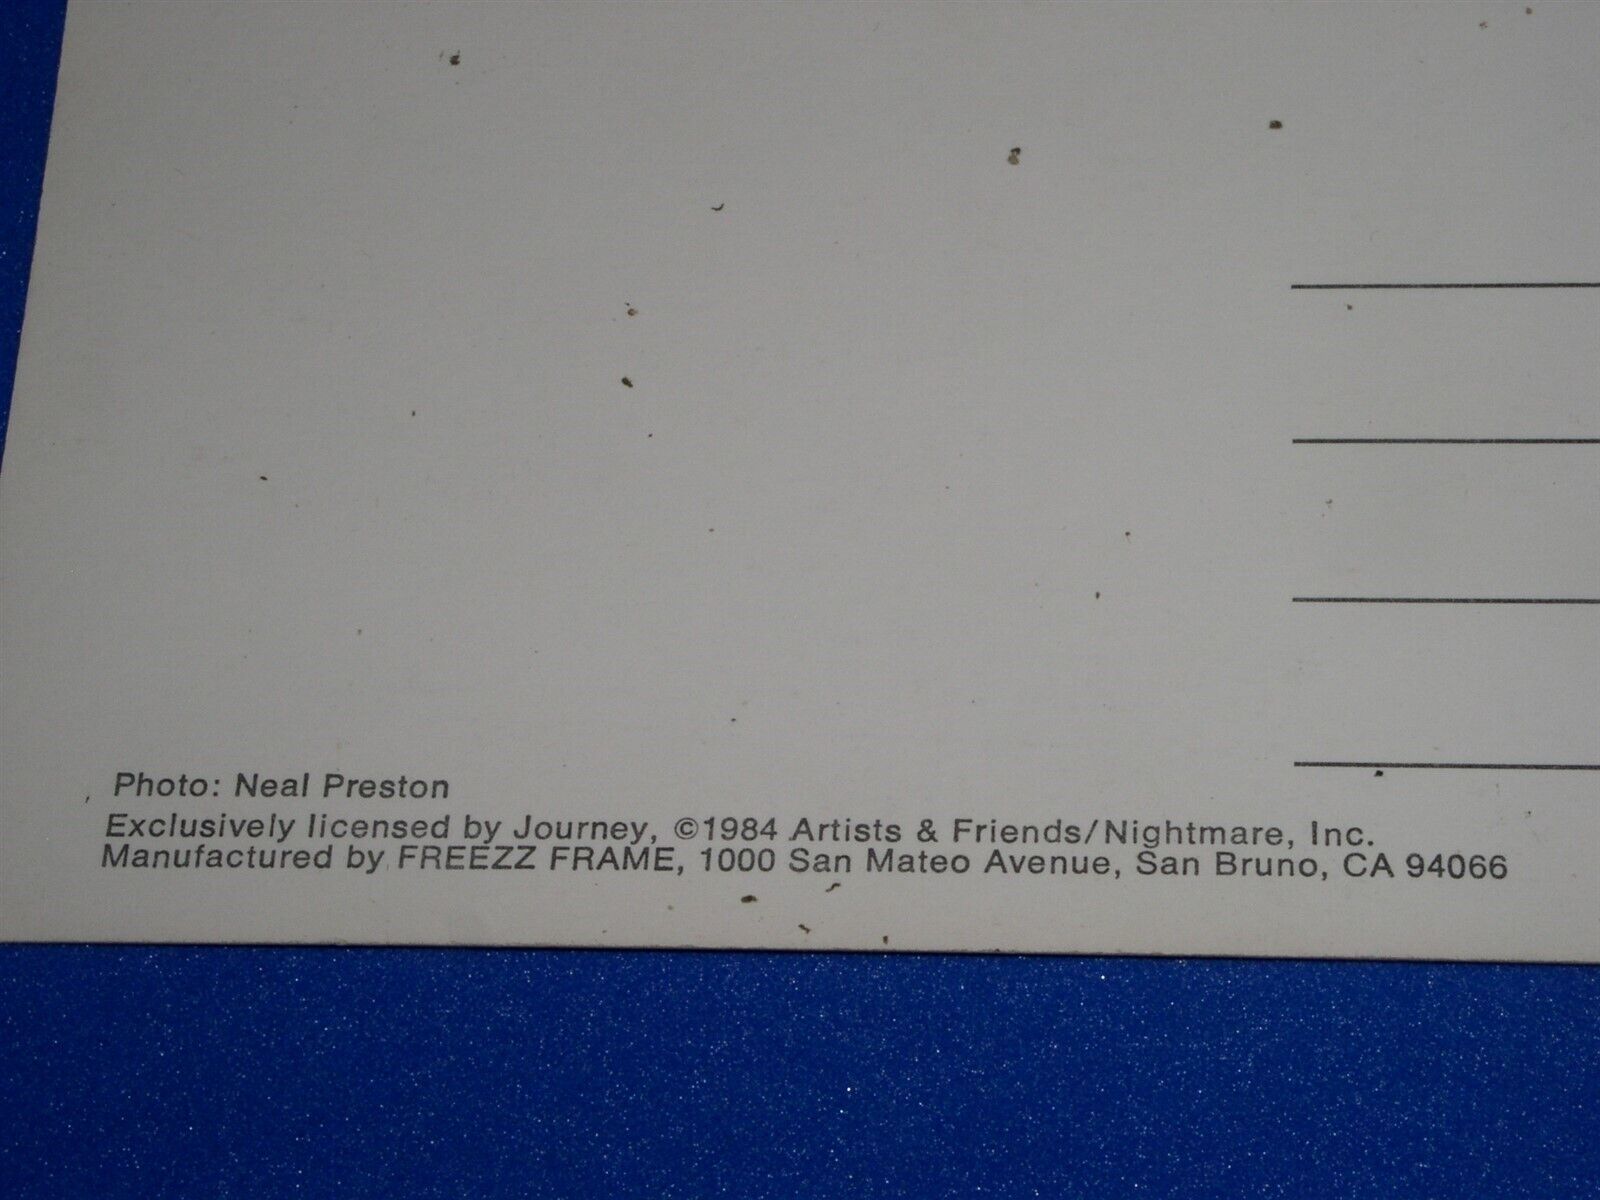 Photo: Neal Preston
Exclusively licensed by Journey, ©1984 Artists & Friends/Nightmare, Inc.
Manufactured by FREEZZ FRAME, 1000 San Mateo Avenue, San Bruno, CA 94066